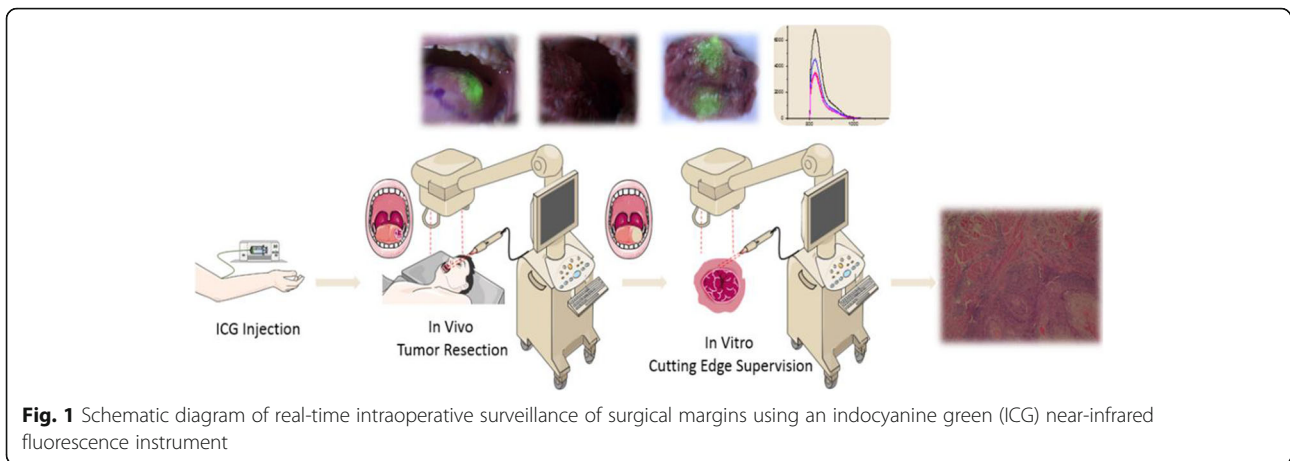 ICG Injection
In Vivo
Tumor Resection
In Vitro
Cutting Edge Supervision
Fig. 1 Schematic diagram of real-time intraoperative surveillance of surgical margins using an indocyanine green (ICG) near-infrared
fluorescence instrument